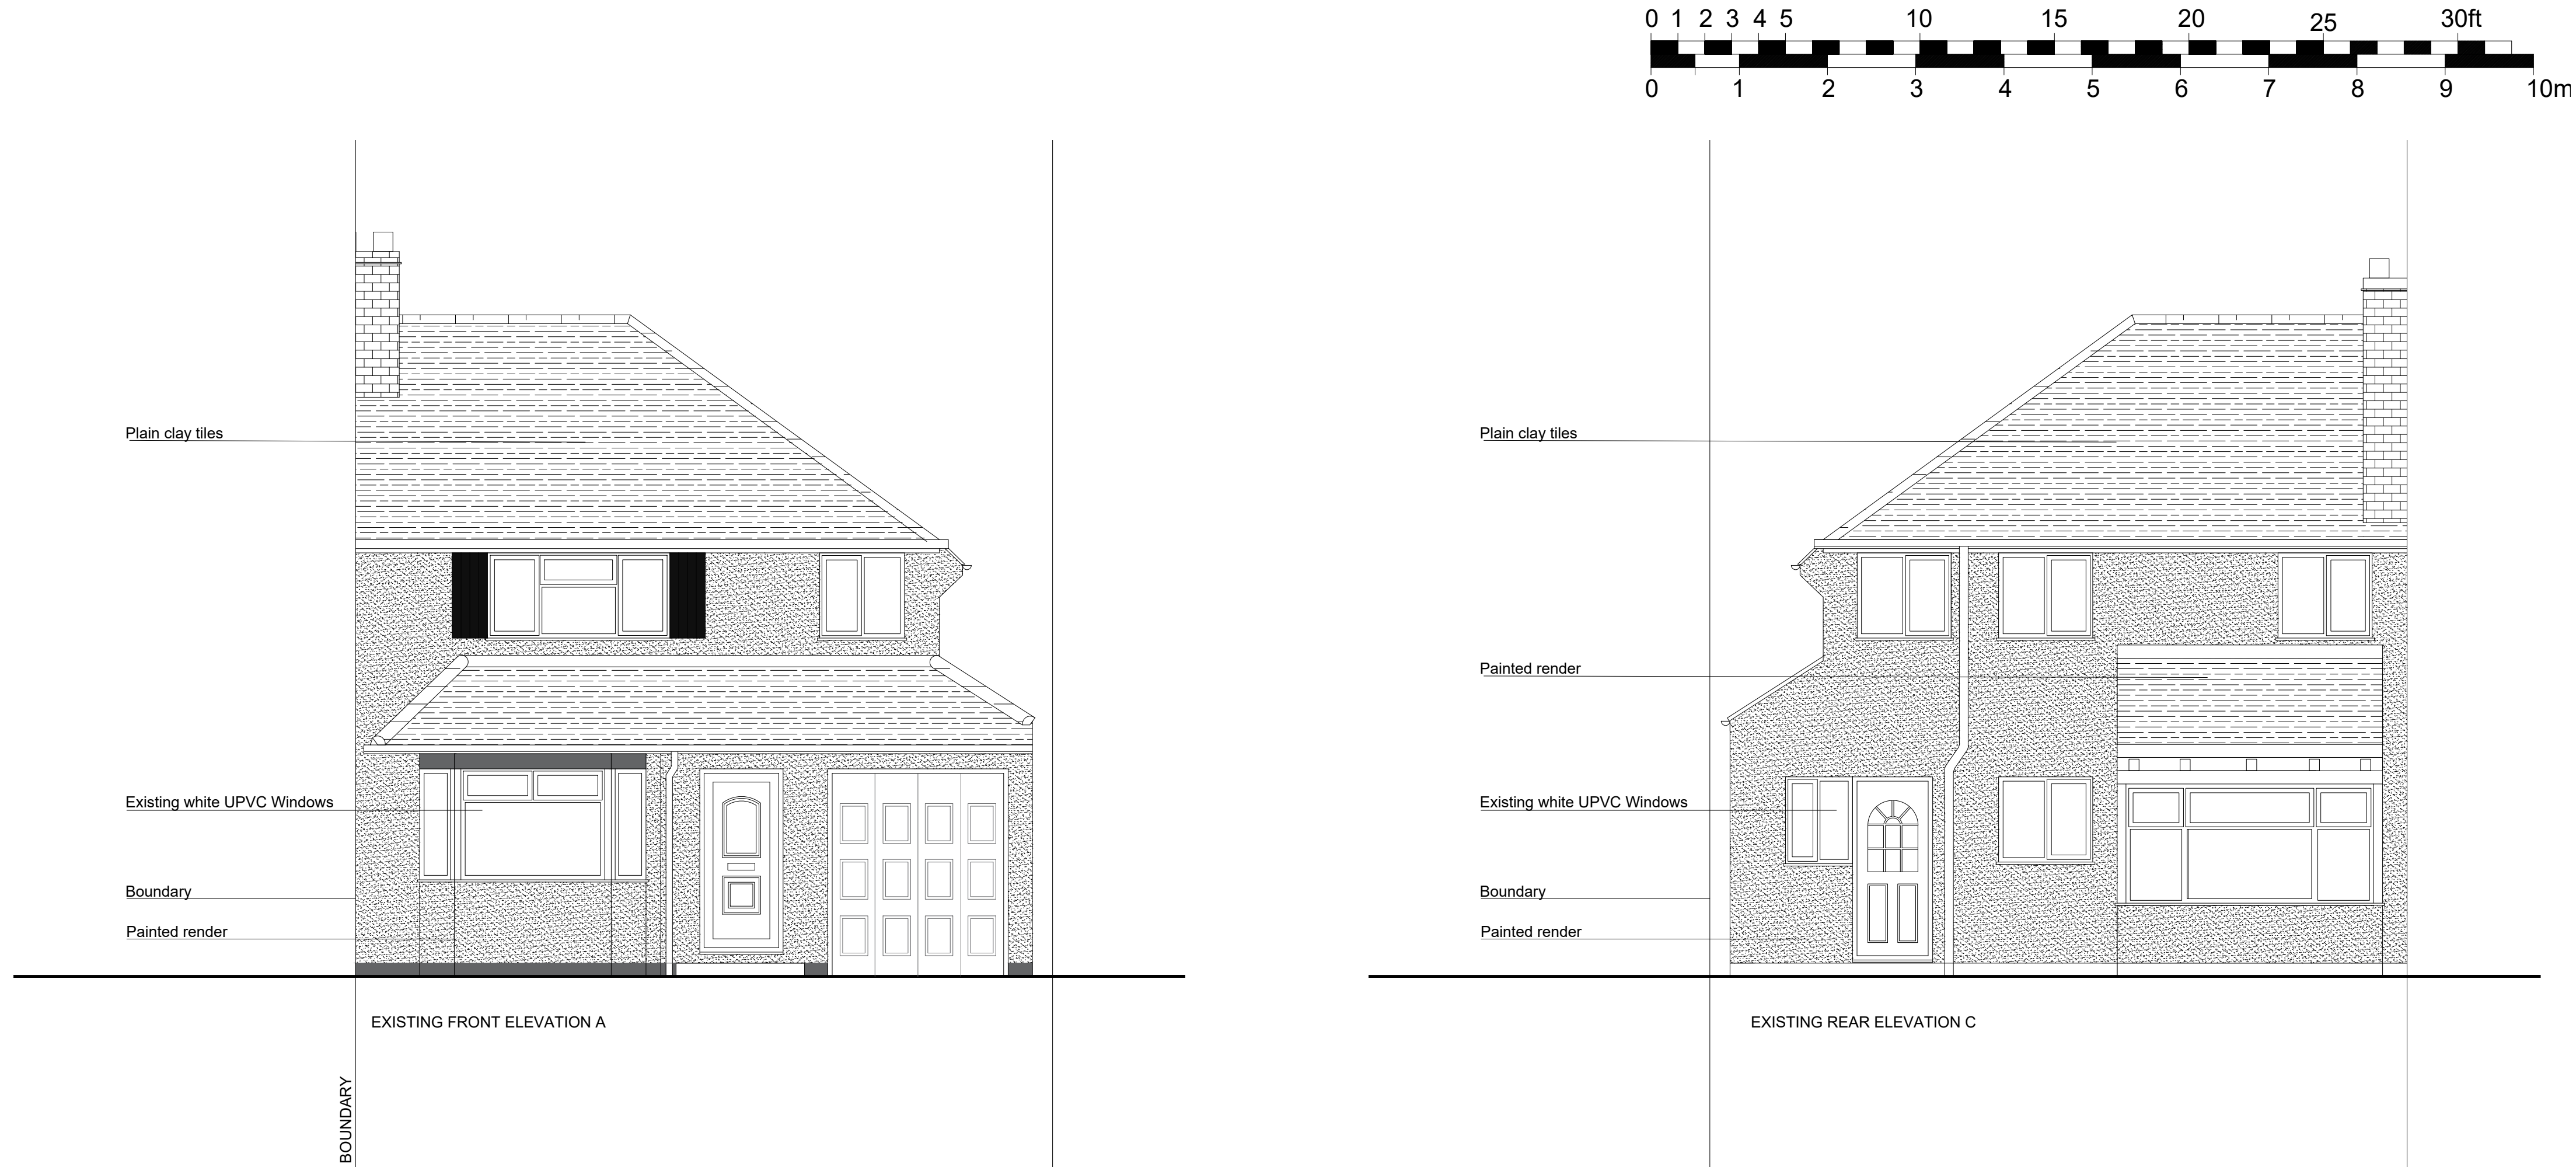 0 1 2 3 4 5 10 15 20 25 30ft
0 1 2 3 4 5 6 7 8 9 10m
Plain clay tiles
Existing white UPVC Windows
Boundary
Painted render
EXISTING FRONT ELEVATION A
BOUNDARY
Plain clay tiles
Painted render
Existing white UPVC Windows
Boundary
Painted render
EXISTING REAR ELEVATION C